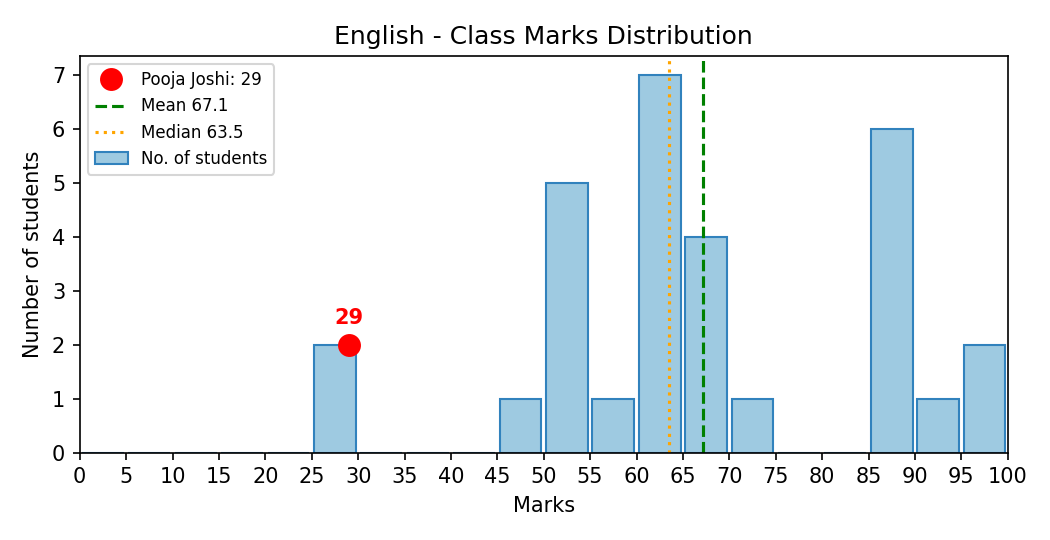 English - Class Marks Distribution
Pooja Joshi: 29
Mean 67.1
Median 63.5
No. of students
Number of students
7
6
5
4
3
2
1
0
29
0 5 10 15 20 25 30 35 40 45 50 55 60 65 70 75 80 85 90 95 100
Marks